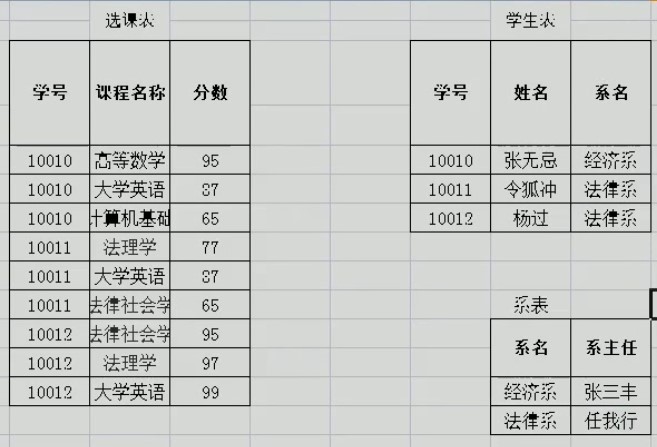 选课表
学号 课程名称 分数
10010 高等数学 95
10010 大学英语 87
10010 计算机基础 65
10011 法理学 77
10011 大学英语 87
10011 法律社会学 65
10012 法律社会学 95
10012 法理学 97
10012 大学英语 99
学生表
学号 姓名 系名
10010 张无忌 经济系
10011 令狐冲 法律系
10012 杨过 法律系
系表
系名 系主任
经济系 张三丰
法律系 任我行